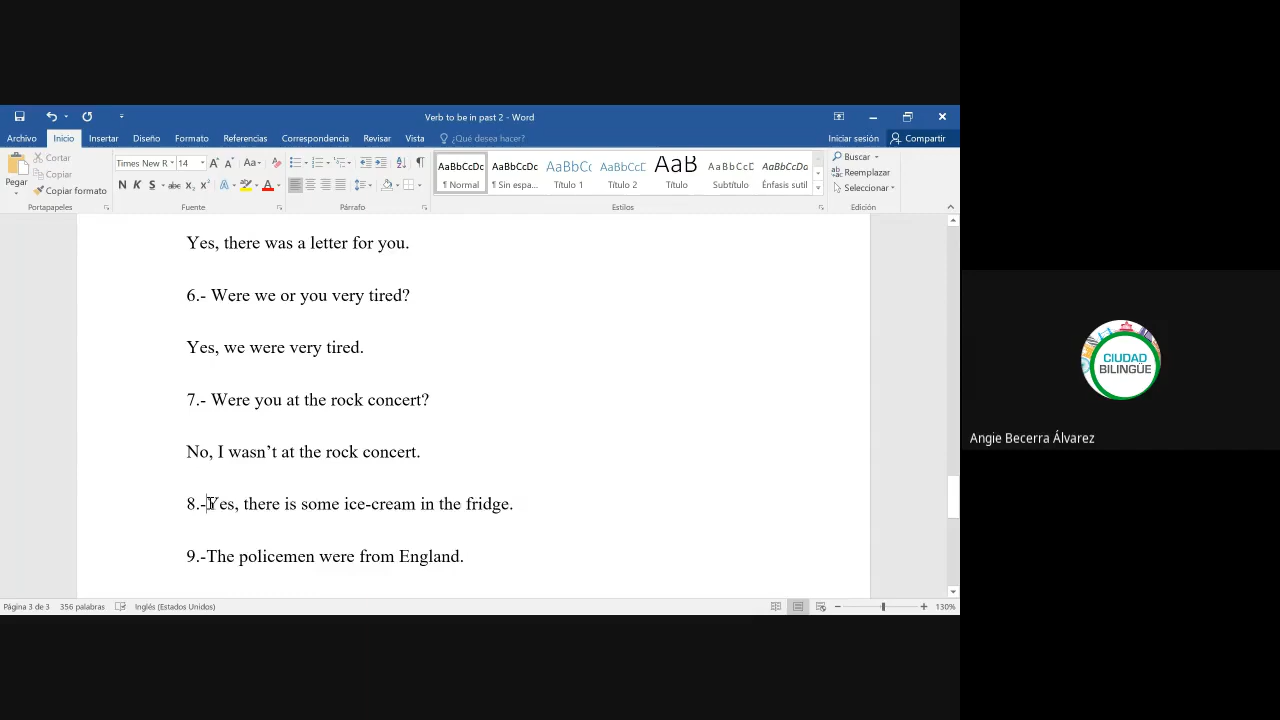 Verb to be in past 2 - Word
Archivo Inicio Insertar Diseño Formato Referencias Correspondencia Revisar Vista ¿Qué desea hacer? Iniciar sesión Compartir
Pegar
Cortar
Copiar
Copiar formato
Portapapeles
Times New R 14 Aa
N K S abc x₂ x² A A
Fuente
Párrafo
AaBbCcDc AaBbCcDc AaBbCc AaBbCcC AaB AaBbCcC AaBbCcDc
¶ Normal ¶ Sin espa... Título 1 Título 2 Título Subtítulo Énfasis sutil
Estilos
Buscar
Reemplazar
Seleccionar
Edición
Yes, there was a letter for you.
6.- Were we or you very tired?
Yes, we were very tired.
7.- Were you at the rock concert?
No, I wasn’t at the rock concert.
8.-Yes, there is some ice-cream in the fridge.
9.-The policemen were from England.
Página 3 de 3 356 palabras Inglés (Estados Unidos) 130%
CIUDAD
BILINGÜE
Angie Becerra Álvarez